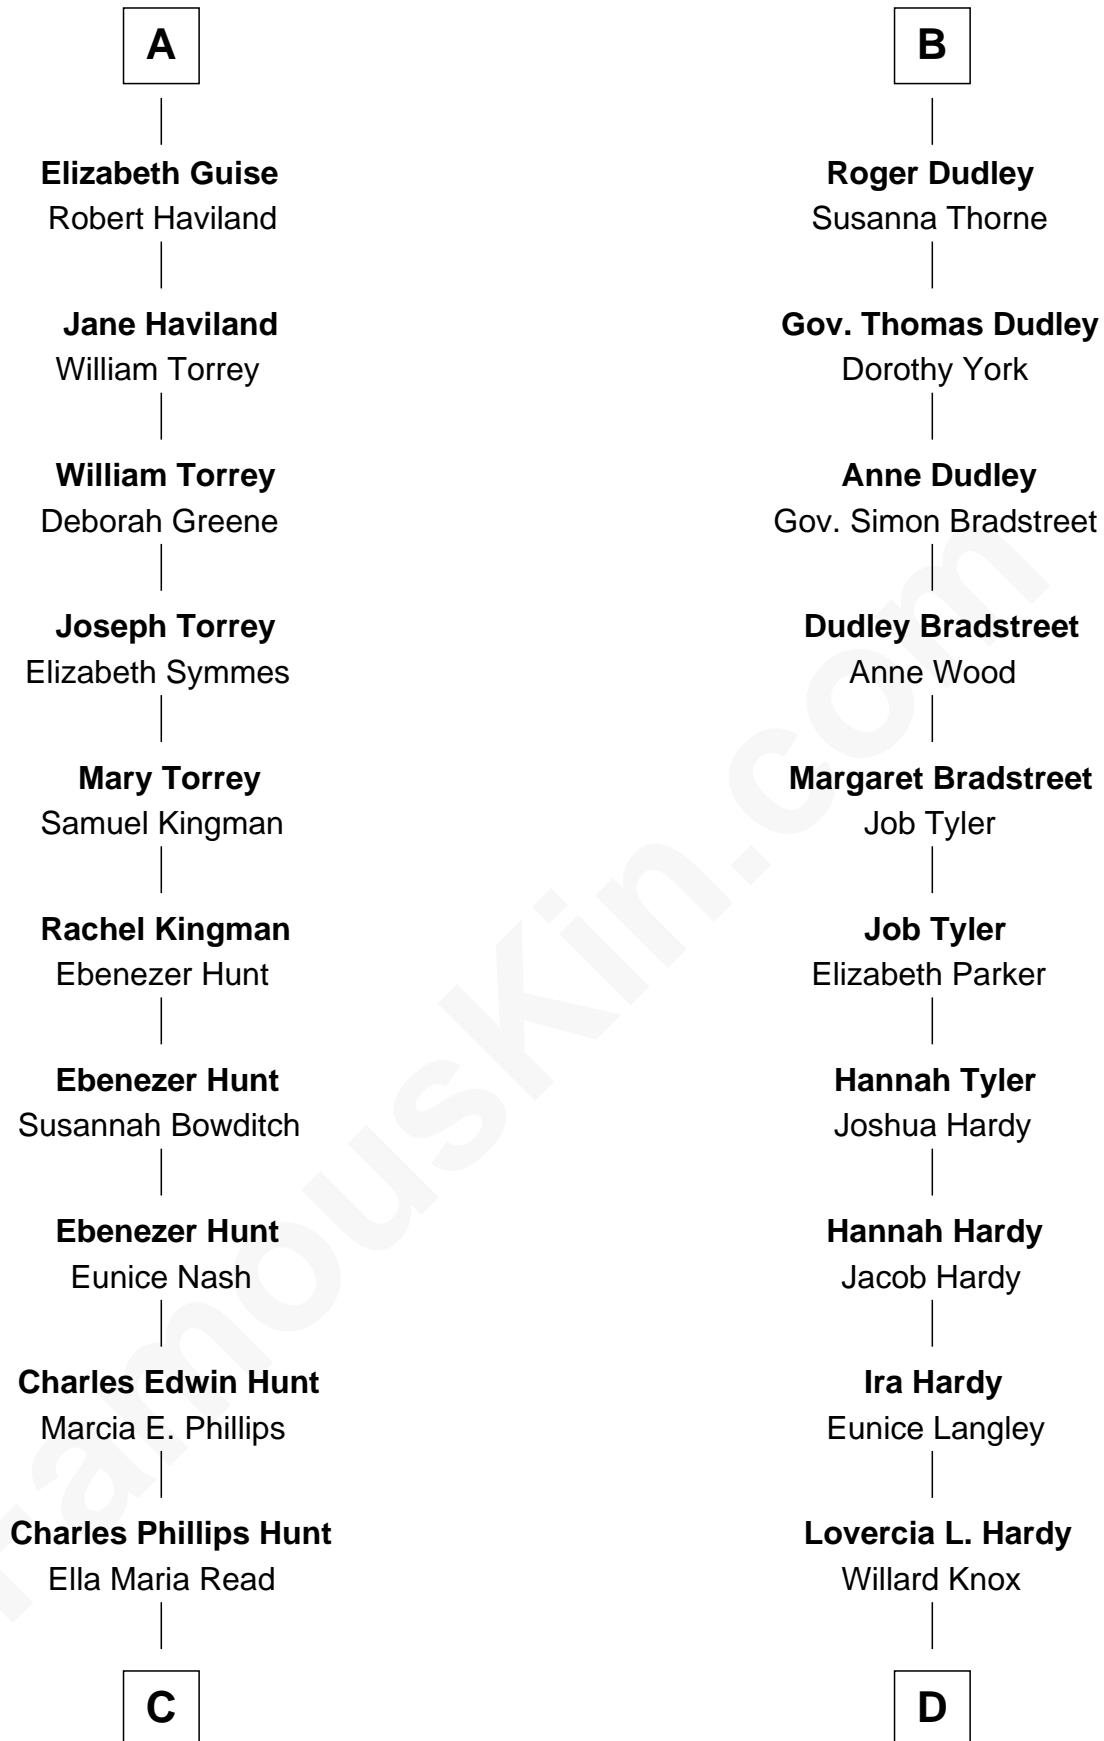 A
Elizabeth Guise
Robert Haviland
Jane Haviland
William Torrey
William Torrey
Deborah Greene
Joseph Torrey
Elizabeth Symmes
Mary Torrey
Samuel Kingman
Rachel Kingman
Ebenezer Hunt
Ebenezer Hunt
Susannah Bowditch
Ebenezer Hunt
Eunice Nash
Charles Edwin Hunt
Marcia E. Phillips
Charles Phillips Hunt
Ella Maria Read
C
B
Roger Dudley
Susanna Thorne
Gov. Thomas Dudley
Dorothy York
Anne Dudley
Gov. Simon Bradstreet
Dudley Bradstreet
Anne Wood
Margaret Bradstreet
Job Tyler
Job Tyler
Elizabeth Parker
Hannah Tyler
Joshua Hardy
Hannah Hardy
Jacob Hardy
Ira Hardy
Eunice Langley
Lovercia L. Hardy
Willard Knox
D
FamousKin.com